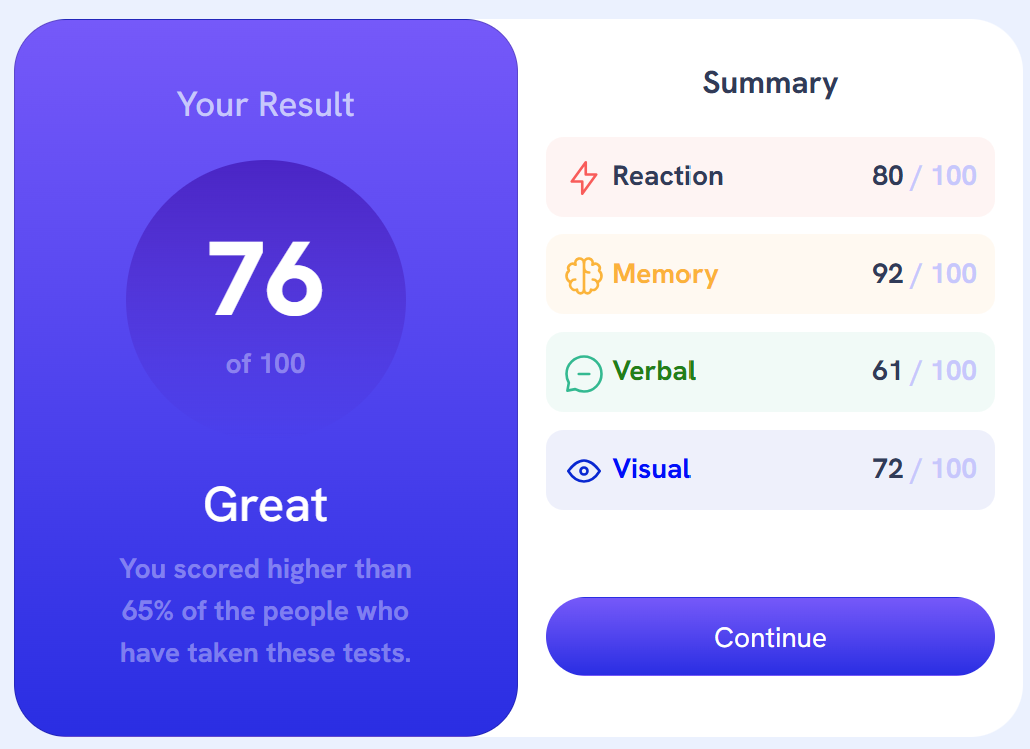 Your Result
76
of 100
Great
You scored higher than
65% of the people who
have taken these tests.
Summary
Reaction 80 / 100
Memory 92 / 100
Verbal 61 / 100
Visual 72 / 100
Continue